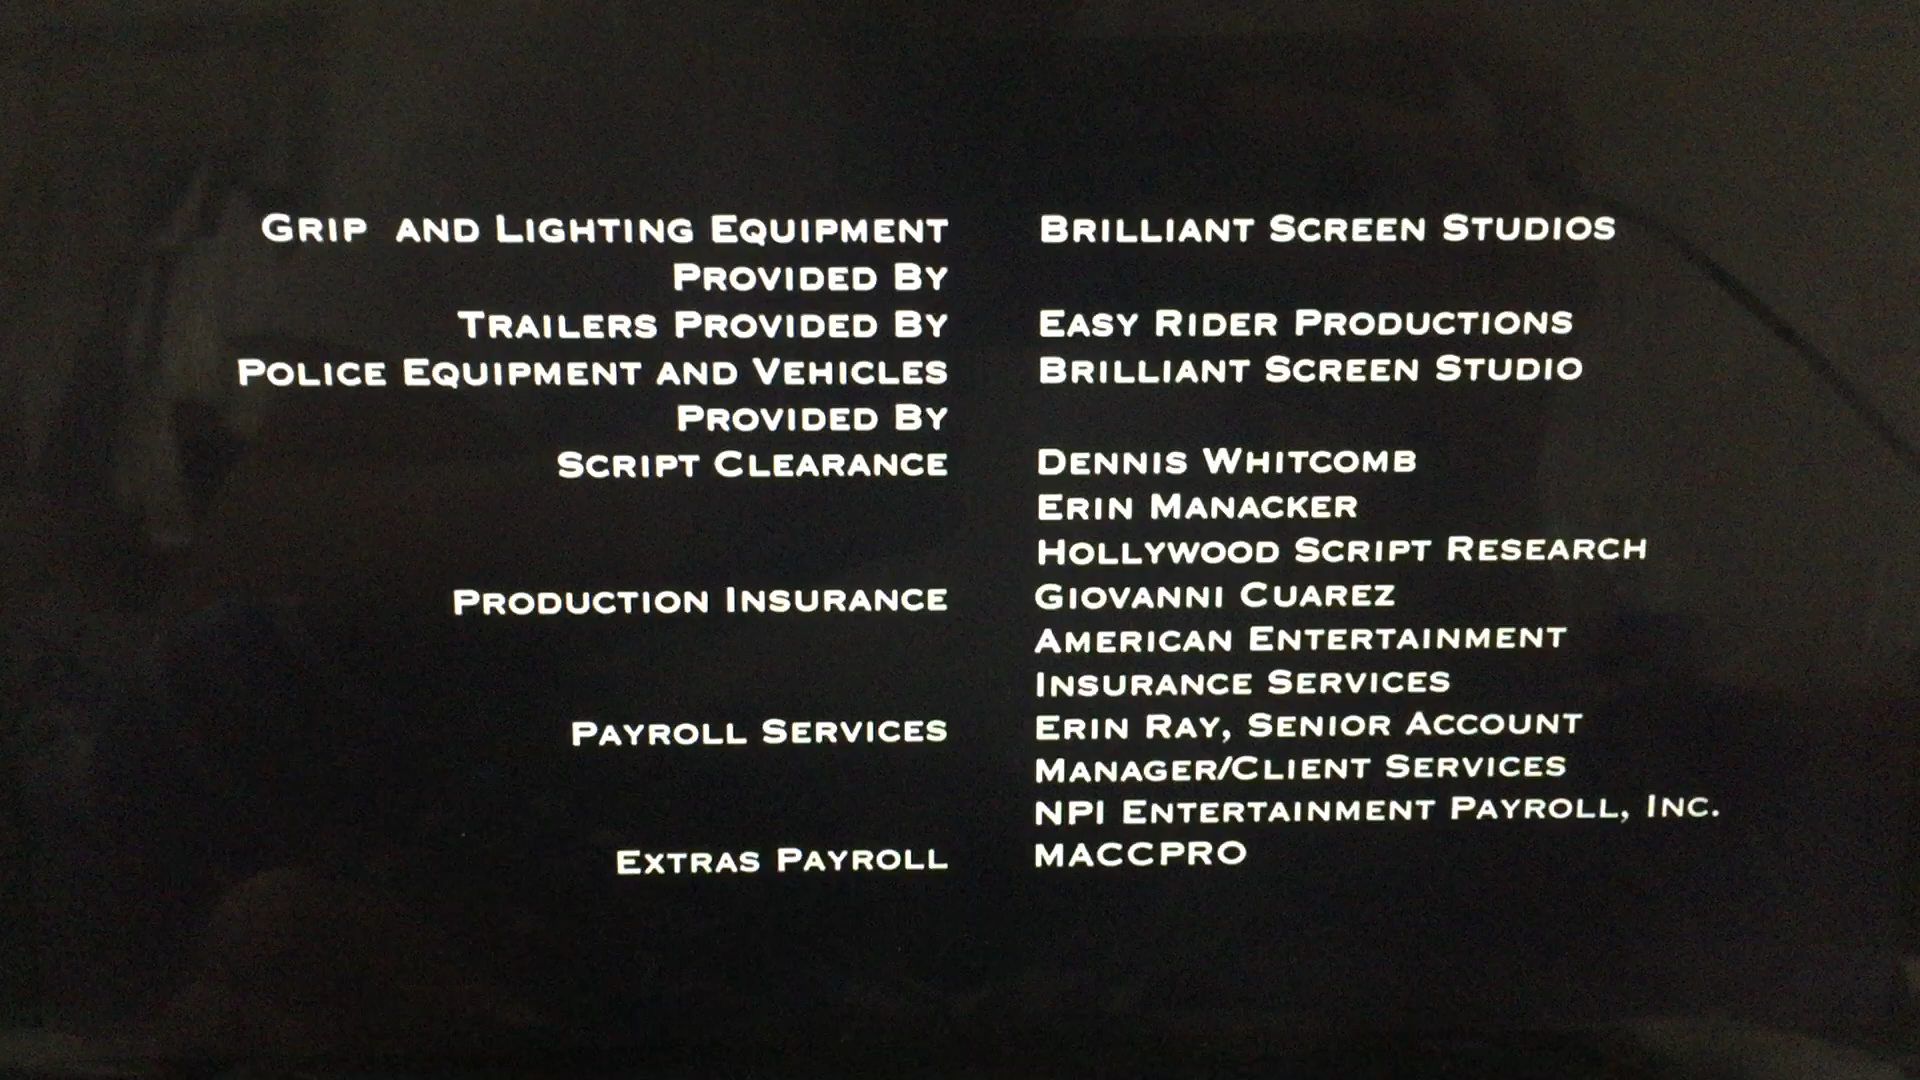 Grip and Lighting Equipment Brilliant Screen Studios
Provided By
Trailers Provided By Easy Rider Productions
Police Equipment and Vehicles Brilliant Screen Studio
Provided By
Script Clearance Dennis Whitcomb
Erin Manacker
Hollywood Script Research
Production Insurance Giovanni Cuarez
American Entertainment
Insurance Services
Payroll Services Erin Ray, Senior Account
Manager/Client Services
NPI Entertainment Payroll, Inc.
Extras Payroll MACCPRO